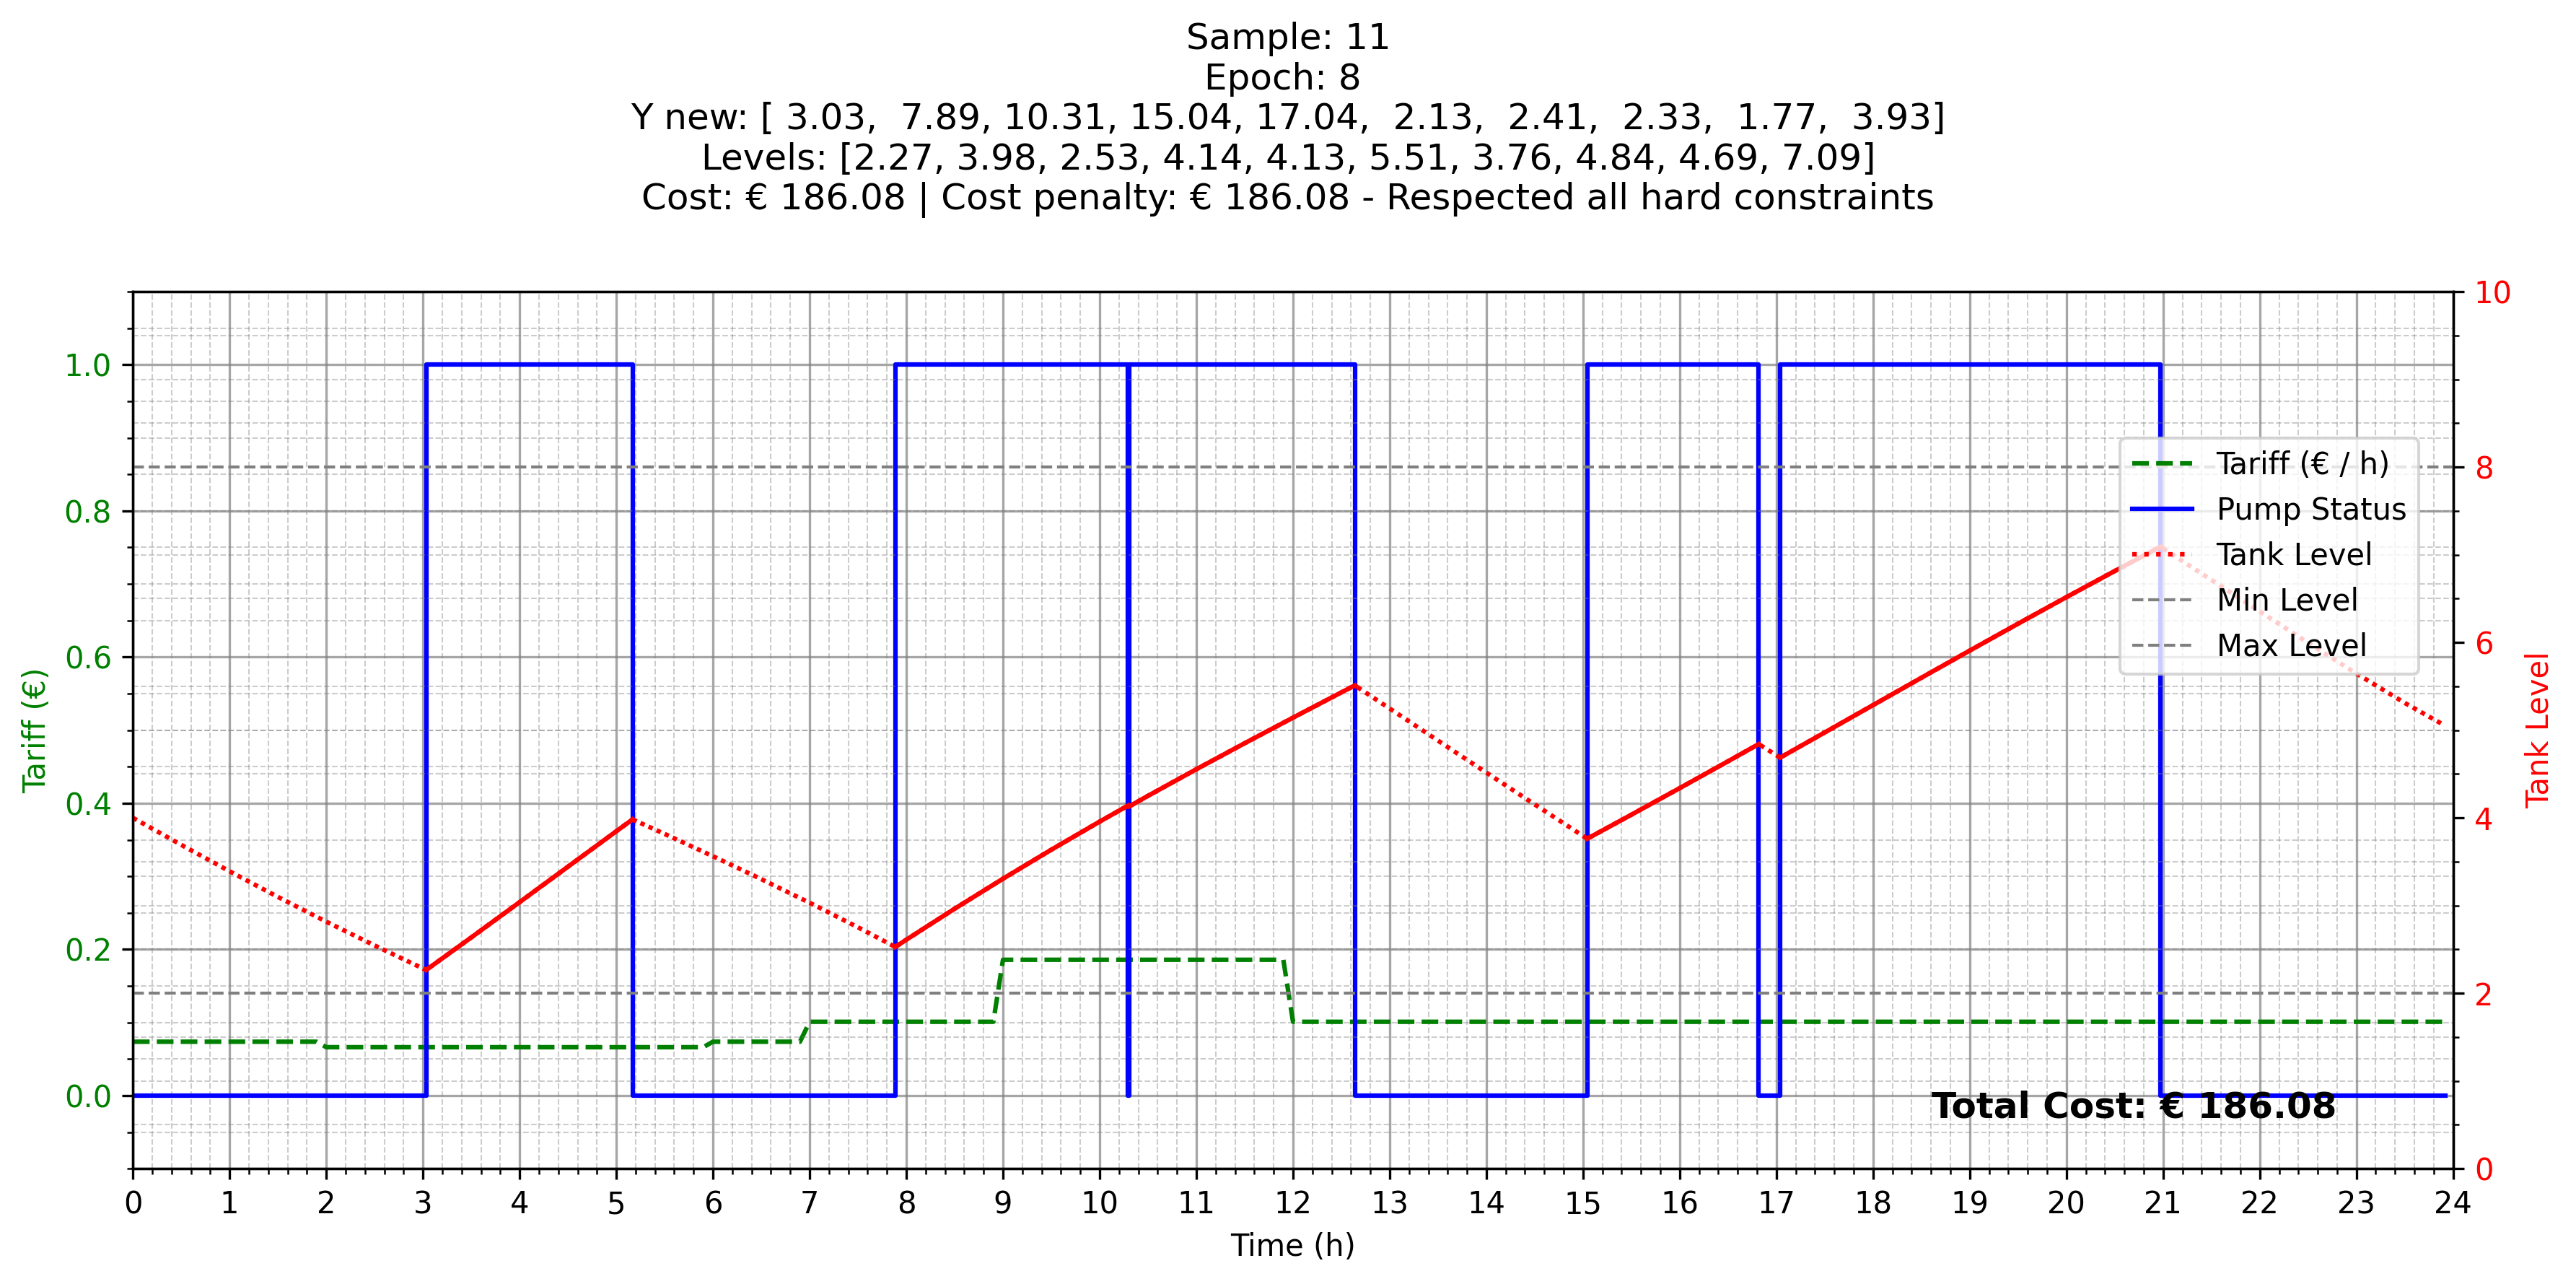 Sample: 11
Epoch: 8
Y new: [ 3.03,  7.89, 10.31, 15.04, 17.04,  2.13,  2.41,  2.33,  1.77,  3.93]
Levels: [2.27, 3.98, 2.53, 4.14, 4.13, 5.51, 3.76, 4.84, 4.69, 7.09]
Cost: € 186.08 | Cost penalty: € 186.08 - Respected all hard constraints
1.0
0.8
0.6
0.4
0.2
0.0
Tariff (€)
10
8
6
4
2
0
Tank Level
Tariff (€ / h)
Pump Status
Tank Level
Min Level
Max Level
Total Cost: € 186.08
0 1 2 3 4 5 6 7 8 9 10 11 12 13 14 15 16 17 18 19 20 21 22 23 24
Time (h)